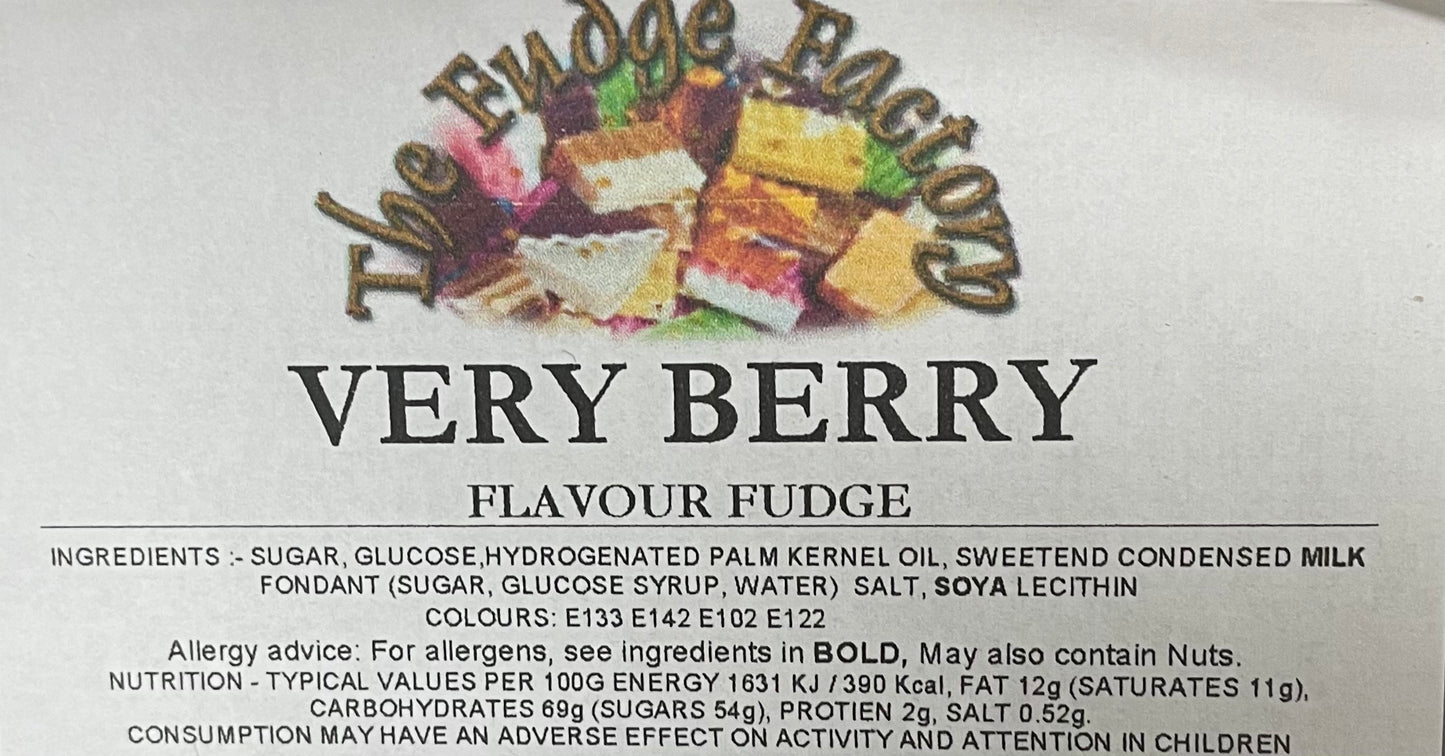 The Fudge Factory
VERY BERRY
FLAVOUR FUDGE
INGREDIENTS :- SUGAR, GLUCOSE,HYDROGENATED PALM KERNEL OIL, SWEETEND CONDENSED MILK
FONDANT (SUGAR, GLUCOSE SYRUP, WATER) SALT, SOYA LECITHIN
COLOURS: E133 E142 E102 E122
Allergy advice: For allergens, see ingredients in BOLD, May also contain Nuts.
NUTRITION - TYPICAL VALUES PER 100G ENERGY 1631 KJ / 390 Kcal, FAT 12g (SATURATES 11g),
CARBOHYDRATES 69g (SUGARS 54g), PROTIEN 2g, SALT 0.52g.
CONSUMPTION MAY HAVE AN ADVERSE EFFECT ON ACTIVITY AND ATTENTION IN CHILDREN